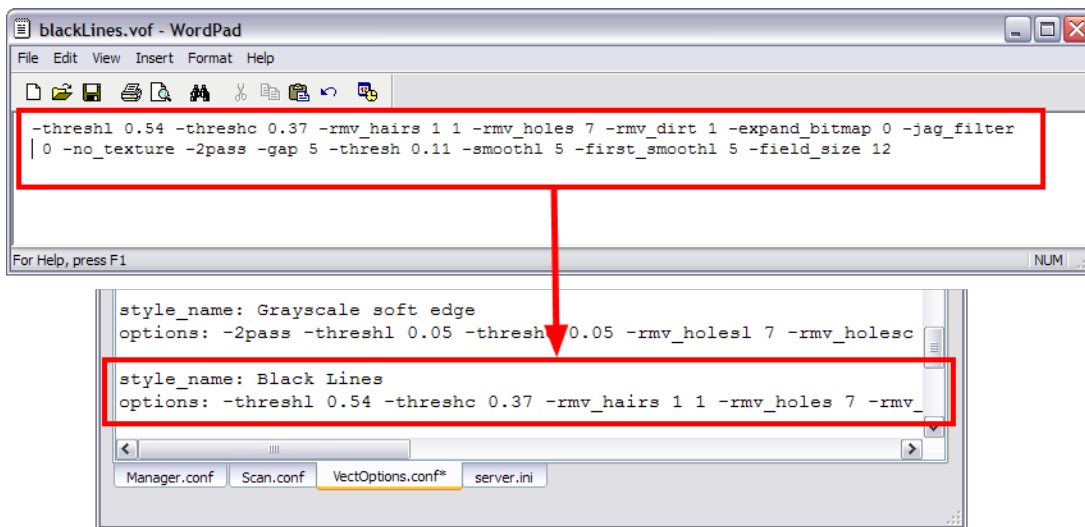 blackLines.vof - WordPad
File Edit View Insert Format Help
-threshl 0.54 -threshc 0.37 -rmv_hairs 1 1 -rmv_holes 7 -rmv_dirt 1 -expand_bitmap 0 -jag_filter
0 -no_texture -2pass -gap 5 -thresh 0.11 -smoothl 5 -first_smoothl 5 -field_size 12
For Help, press F1 NUM
style_name: Grayscale soft edge
options: -2pass -threshl 0.05 -thresh 0.05 -rmv_holesl 7 -rmv_holesc
style_name: Black Lines
options: -threshl 0.54 -threshc 0.37 -rmv_hairs 1 1 -rmv_holes 7 -rmv_
Manager.conf Scan.conf VectOptions.conf* server.ini